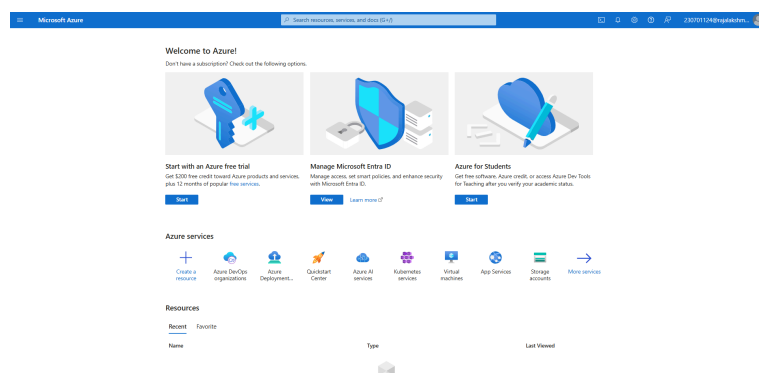 Microsoft Azure
Search resources, services, and docs (G+/)
230701124@rajalakshm...
Welcome to Azure!
Don't have a subscription? Check out the following options.
Start with an Azure free trial
Get $200 free credit toward Azure products and services,
plus 12 months of popular free services.
Start
Manage Microsoft Entra ID
Manage access, set smart policies, and enhance security
with Microsoft Entra ID.
View Learn more
Azure for Students
Get free software, Azure credit, or access Azure Dev Tools
for Teaching after you verify your academic status.
Start
Azure services
Create a resource
Azure DevOps organizations
Azure Deployment...
Quickstart Center
Azure AI services
Kubernetes services
Virtual machines
App Services
Storage accounts
More services
Resources
Recent Favorite
Name Type Last Viewed